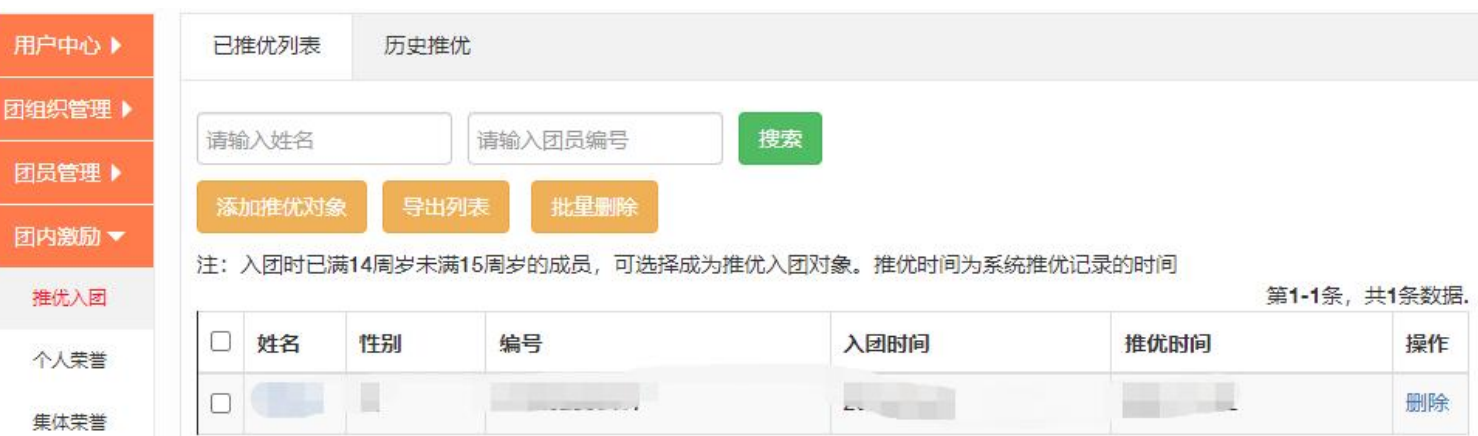 用户中心
已推优列表 历史推优
团组织管理
请输入姓名 请输入团员编号 搜索
团员管理
添加推优对象 导出列表 批量删除
团内激励
注：入团时已满14周岁未满15周岁的成员，可选择成为推优入团对象。推优时间为系统推优记录的时间
推优入团
第1-1条，共1条数据.
姓名 性别 编号 入团时间 推优时间 操作
个人荣誉
删除
集体荣誉